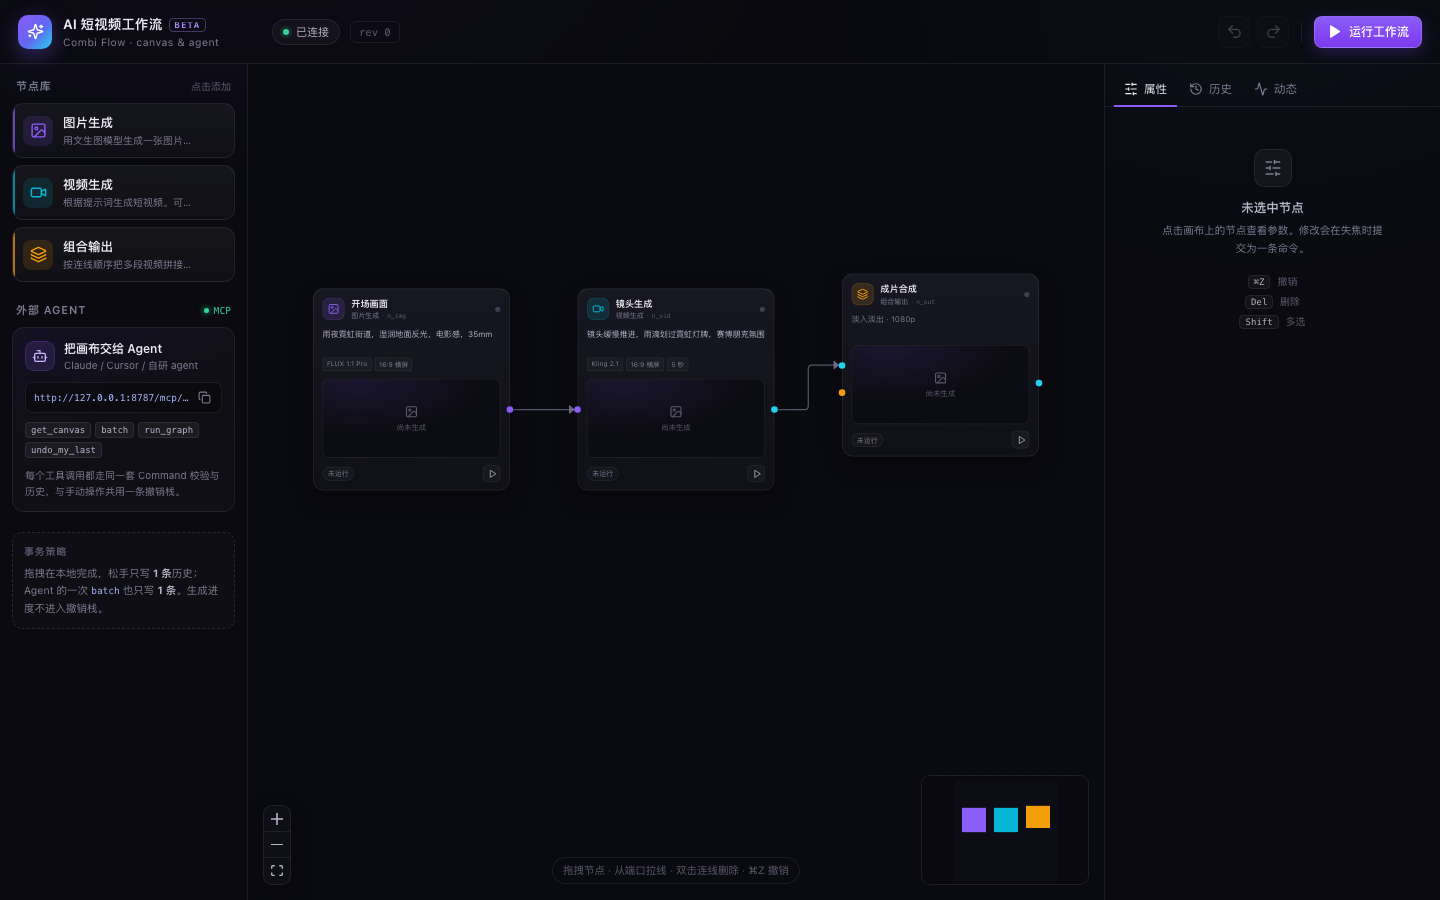 AI 短视频工作流 BETA
Combi Flow · canvas & agent
已连接
rev 0
运行工作流
节点库
点击添加
图片生成
用文生图模型生成一张图片…
视频生成
根据提示词生成短视频。可…
组合输出
按连线顺序把多段视频拼接…
外部 AGENT
MCP
把画布交给 Agent
Claude / Cursor / 自研 agent
http://127.0.0.1:8787/mcp/…
get_canvas batch run_graph
undo_my_last
每个工具调用都走同一套 Command 校验与
历史，与手动操作共用一条撤销栈。
事务策略
拖拽在本地完成，松手只写 1 条历史；
Agent 的一次 batch 也只写 1 条。生成进
度不进入撤销栈。
开场画面
图片生成 · n_img
雨夜霓虹街道，湿润地面反光，电影感，35mm
FLUX 1.1 Pro 16:9 横屏
尚未生成
未运行
镜头生成
视频生成 · n_vid
镜头缓慢推进，雨滴划过霓虹灯牌，赛博朋克氛围
Kling 2.1 16:9 横屏 5 秒
尚未生成
未运行
成片合成
组合输出 · n_out
淡入淡出 · 1080p
尚未生成
未运行
拖拽节点 · 从端口拉线 · 双击连线删除 · ⌘Z 撤销
属性
历史
动态
未选中节点
点击画布上的节点查看参数。修改会在失焦时提
交为一条命令。
⌘Z 撤销
Del 删除
Shift 多选